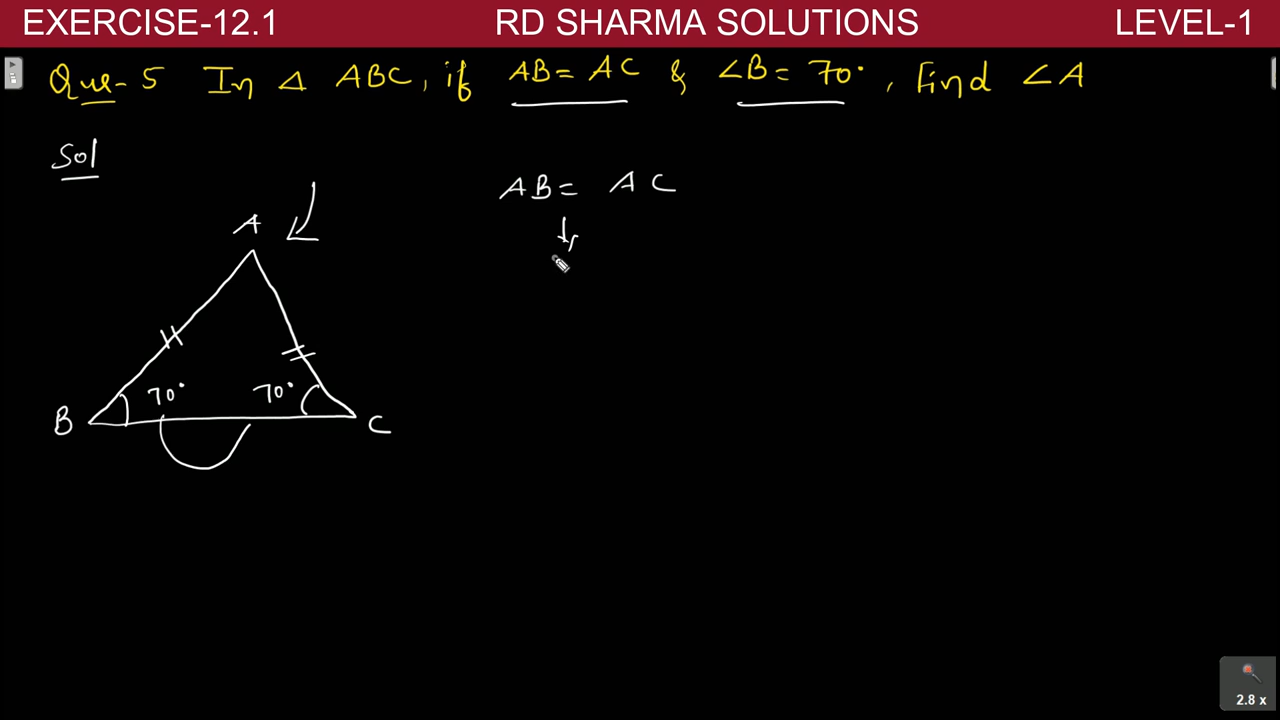 EXERCISE-12.1 RD SHARMA SOLUTIONS LEVEL-1
Que-5 In △ ABC, if AB = AC & ∠B = 70°, Find ∠A
Sol
AB = AC
A
70° 70°
B C
2.8 x